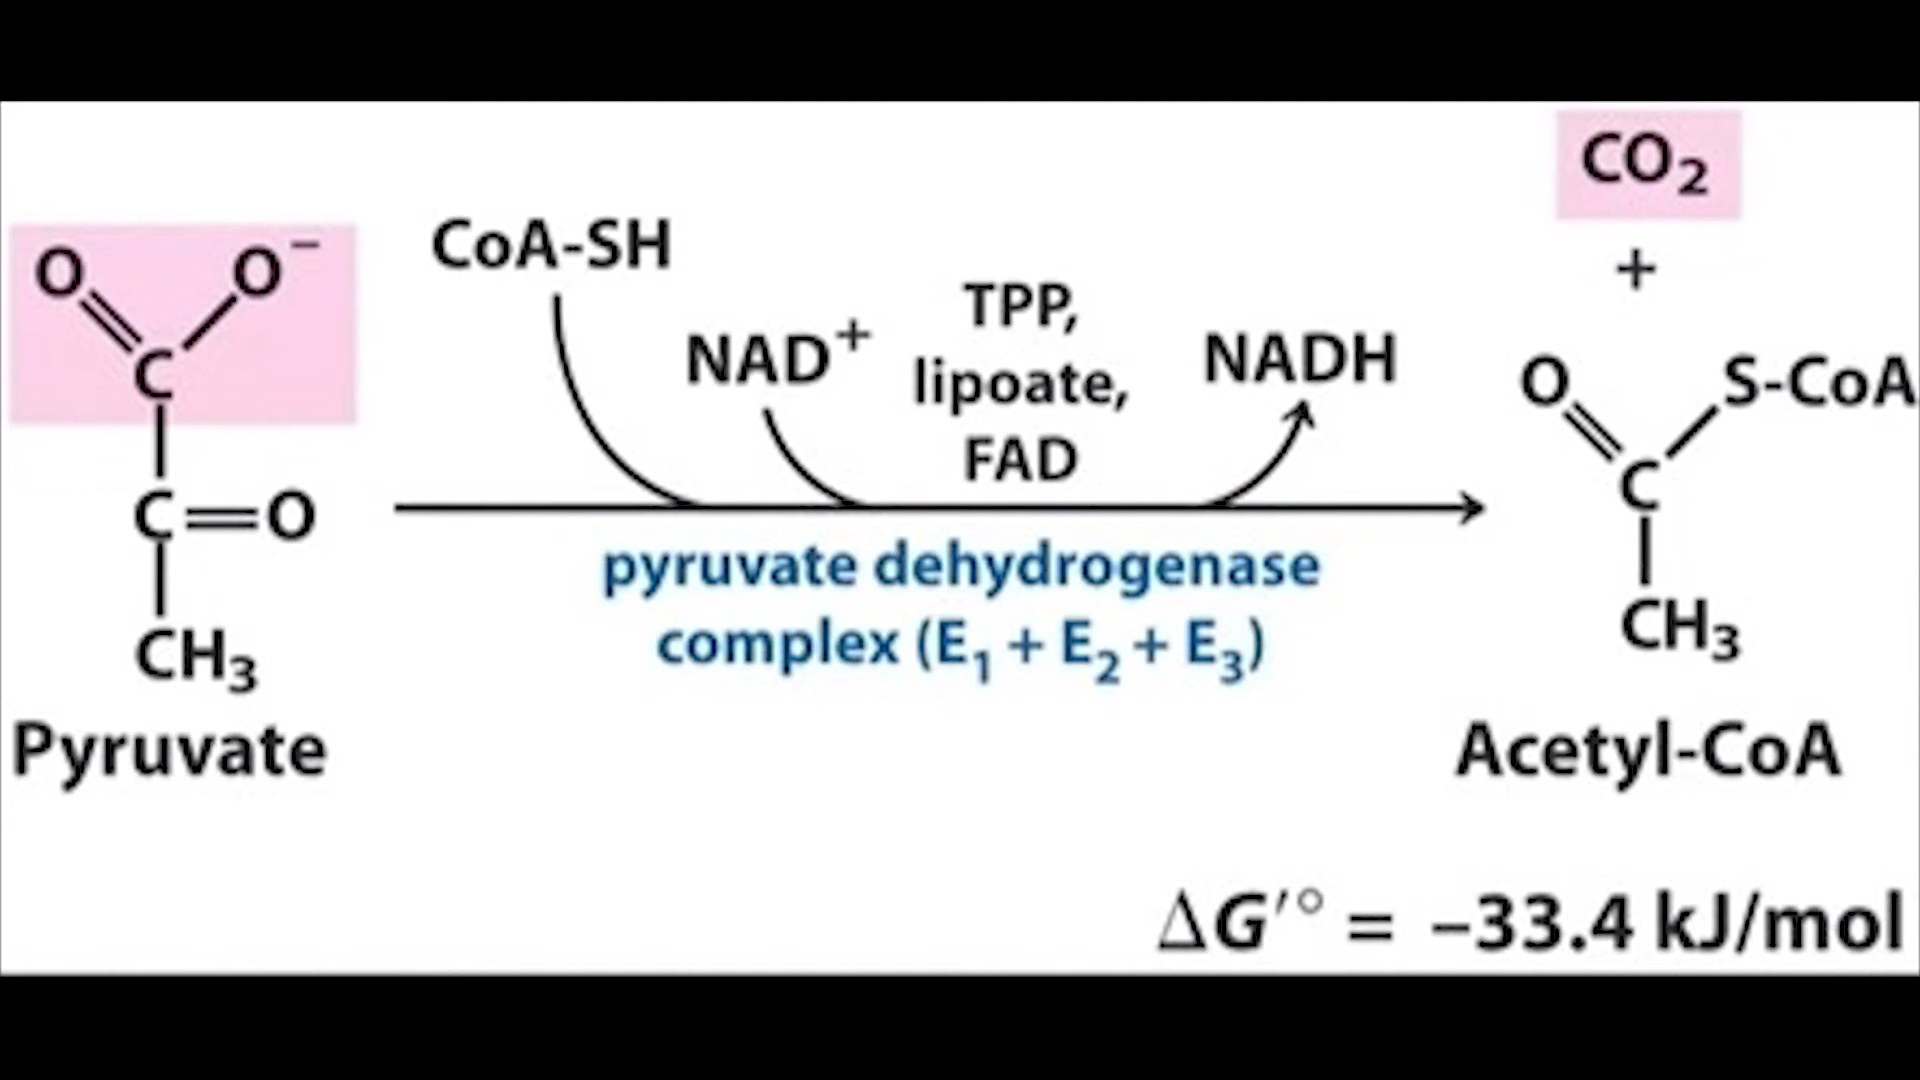 CO₂
+
O O⁻
C
C=O
CH₃
Pyruvate
CoA-SH
NAD⁺
TPP,
lipoate,
FAD
NADH
pyruvate dehydrogenase
complex (E₁ + E₂ + E₃)
O S-CoA
C
CH₃
Acetyl-CoA
ΔG′° = –33.4 kJ/mol